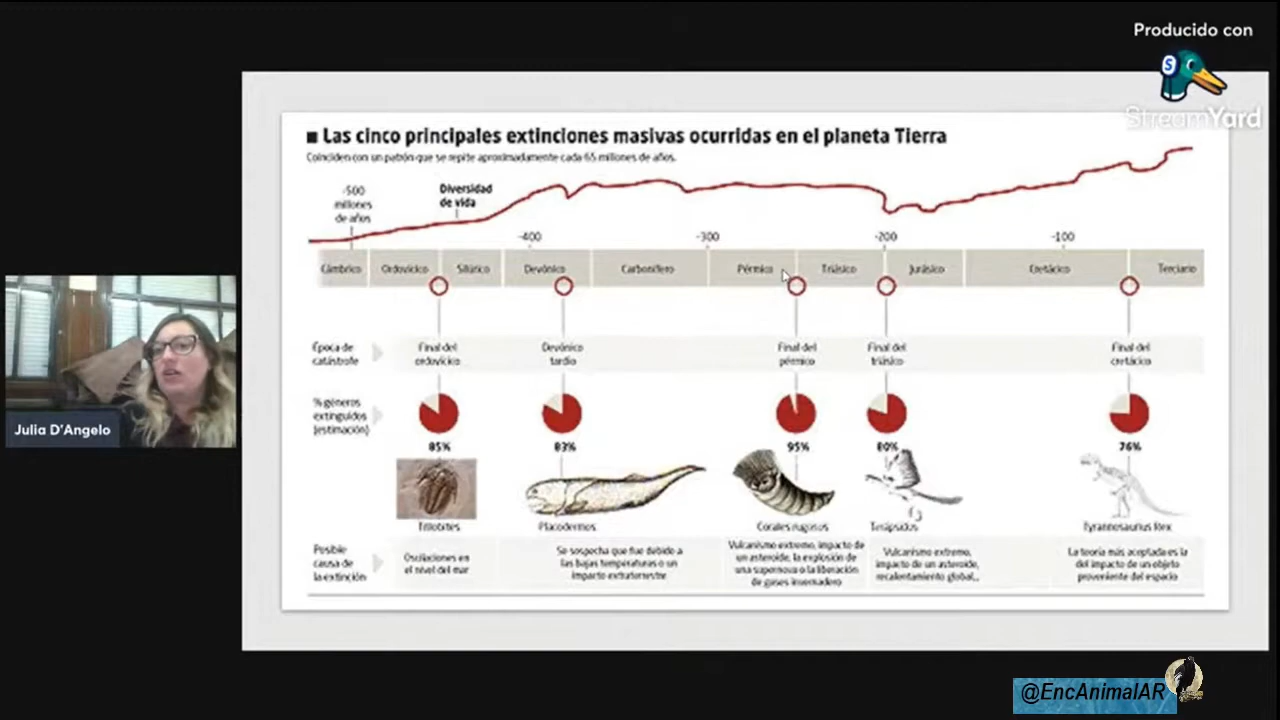 Producido con
S
StreamYard
Las cinco principales extinciones masivas ocurridas en el planeta Tierra
Coinciden con un patrón que se repite aproximadamente cada 65 millones de años.
-500
millones
de años
Diversidad
de vida
-400
-300
-200
-100
Cámbrico
Ordovícico
Silúrico
Devónico
Carbonífero
Pérmico
Triásico
Jurásico
Cretácico
Terciario
Época de
catástrofe
Final del
ordovícico
Devónico
tardío
Final del
pérmico
Final del
triásico
Final del
cretácico
% géneros
extinguidos
(estimación)
85%
83%
95%
80%
76%
Trilobites
Placodermos
Corales rugosos
Terápsidos
Tyrannosaurus Rex
Posible
causa de
la extinción
Oscilaciones en
el nivel del mar
Se sospecha que fue debido a
las bajas temperaturas o un
impacto extraterrestre
Vulcanismo extremo, impacto de
un asteroide, la explosión de
una supernova o la liberación
de gases invernadero
Vulcanismo extremo,
impacto de un asteroide,
recalentamiento global...
La teoría más aceptada es la
del impacto de un objeto
proveniente del espacio
Julia D'Angelo
@EncAnimalAR